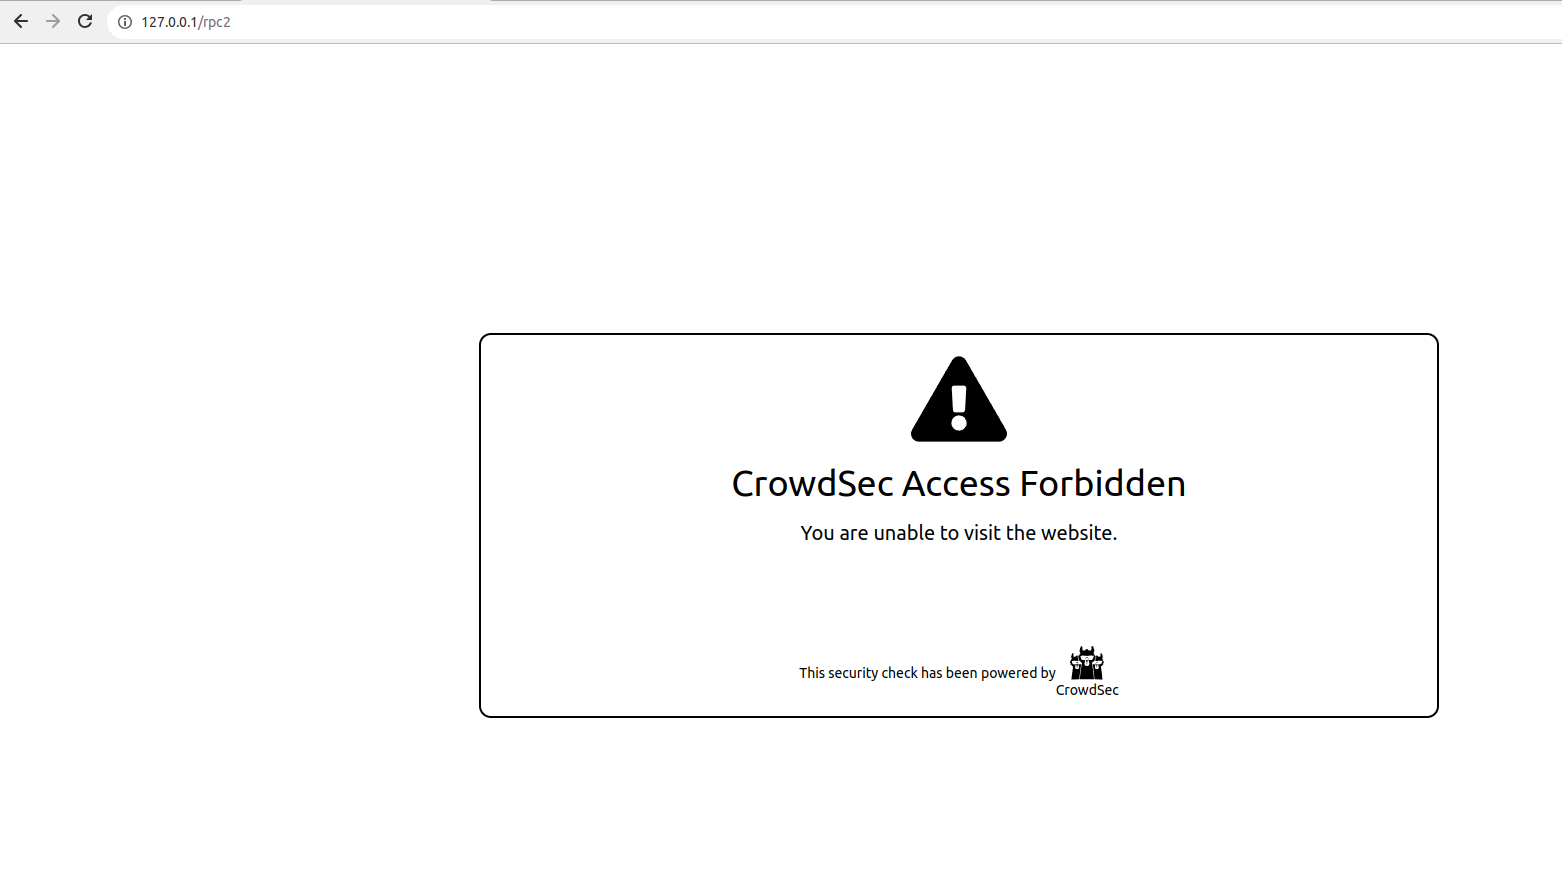 127.0.0.1/rpc2
CrowdSec Access Forbidden
You are unable to visit the website.
This security check has been powered by
CrowdSec